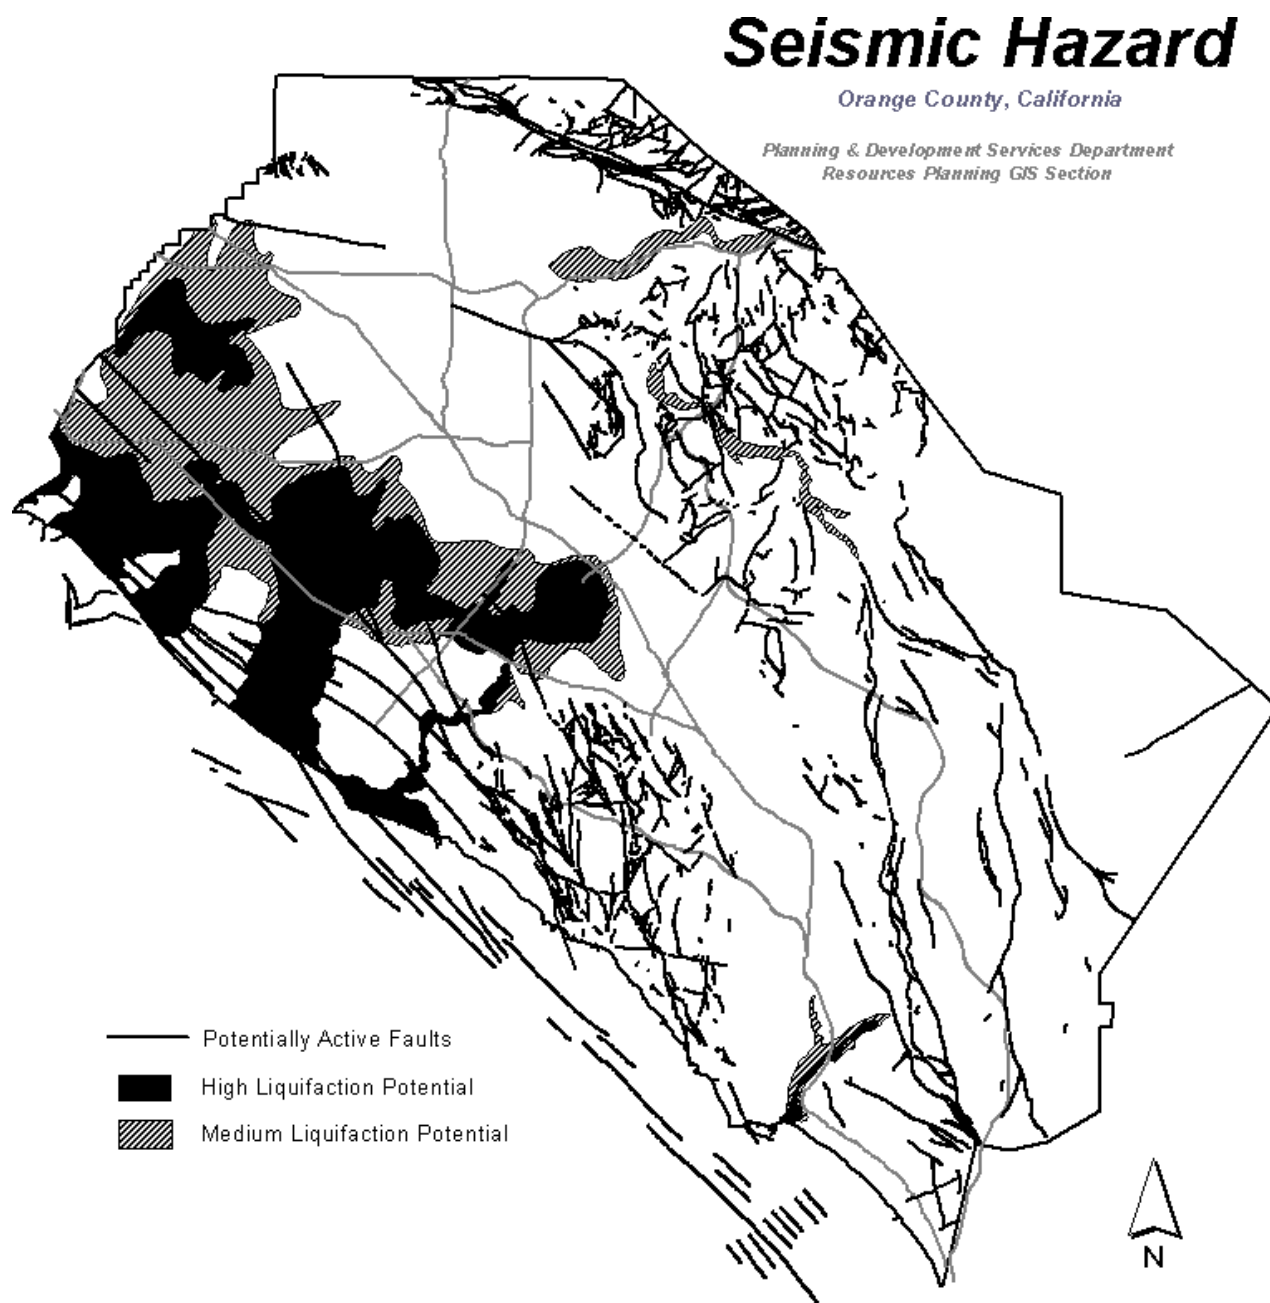 Seismic Hazard
Orange County, California
Planning & Development Services Department
Resources Planning GIS Section
Potentially Active Faults
High Liquifaction Potential
Medium Liquifaction Potential
N